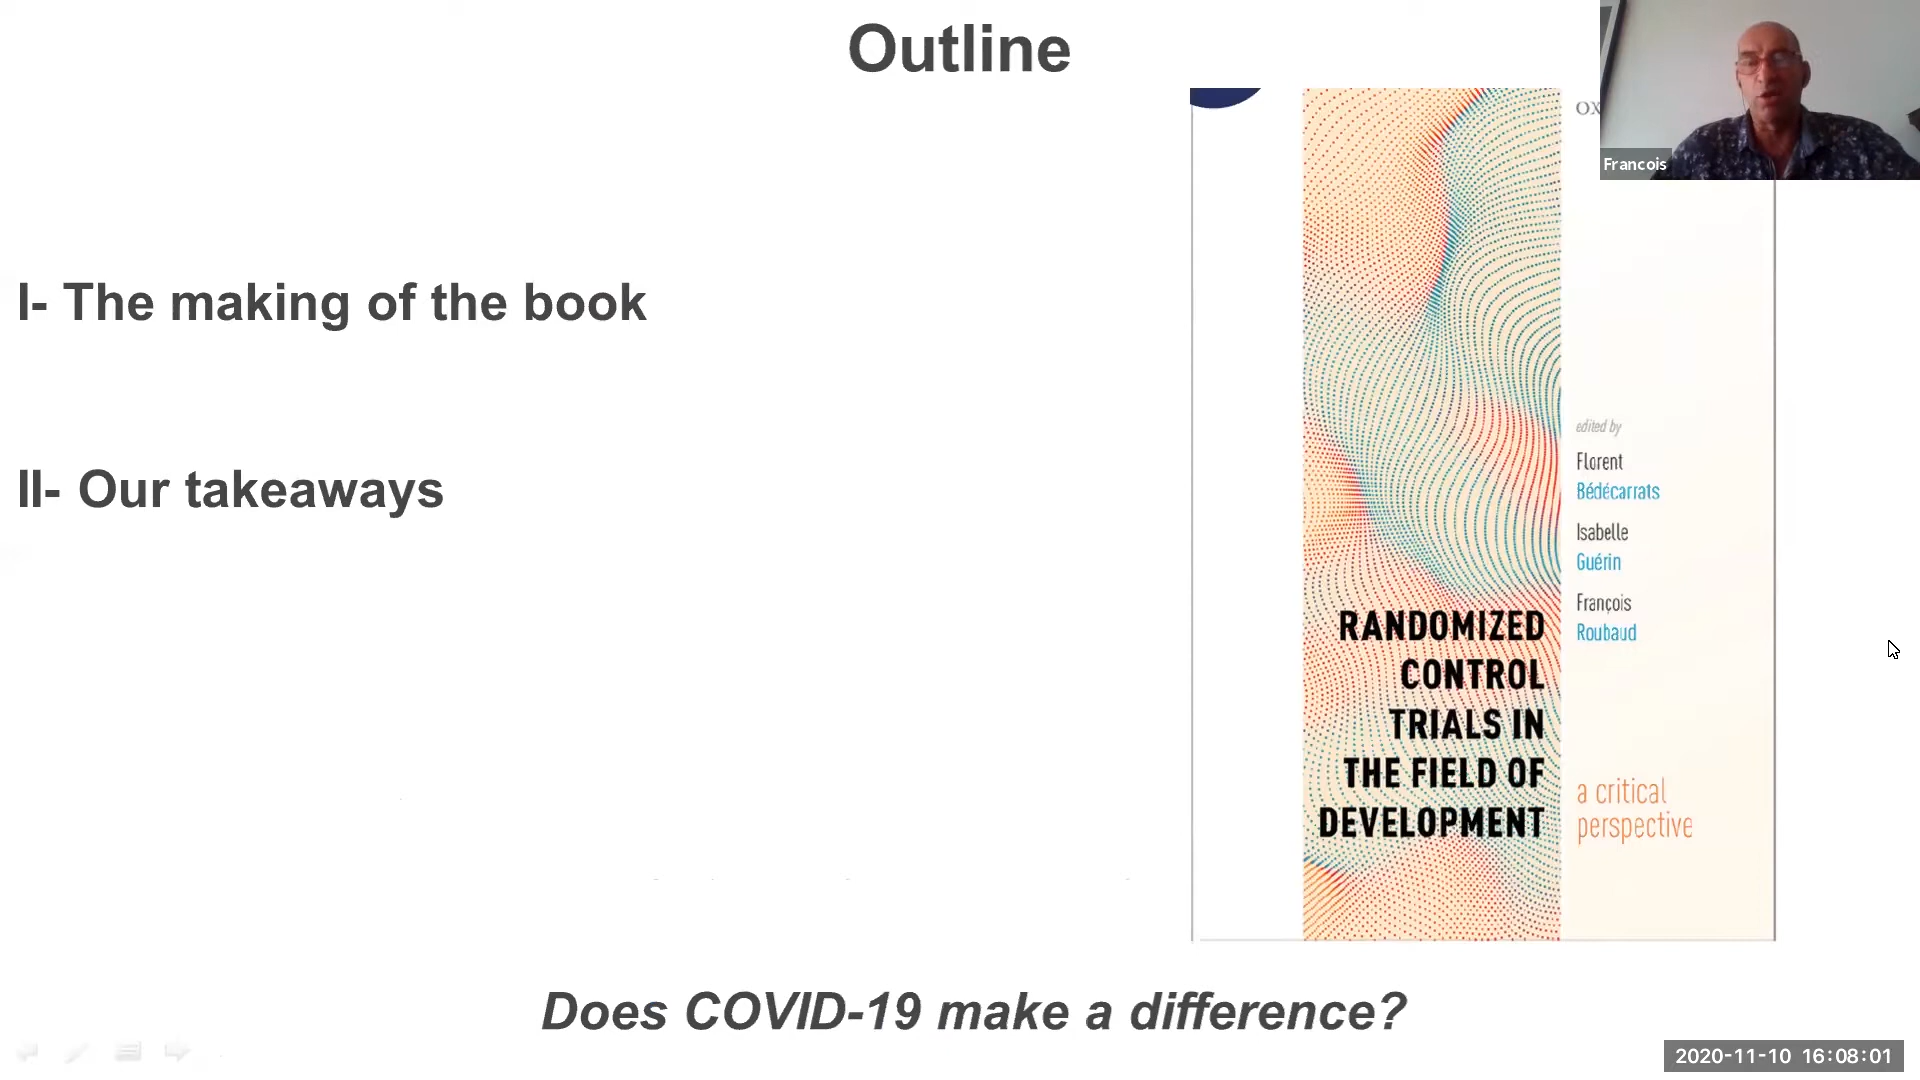 Outline
OX
Francois
I- The making of the book
II- Our takeaways
edited by
Florent
Bédécarrats
Isabelle
Guérin
François
Roubaud
RANDOMIZED
CONTROL
TRIALS IN
THE FIELD OF
DEVELOPMENT
a critical
perspective
Does COVID-19 make a difference?
2020-11-10 16:08:01